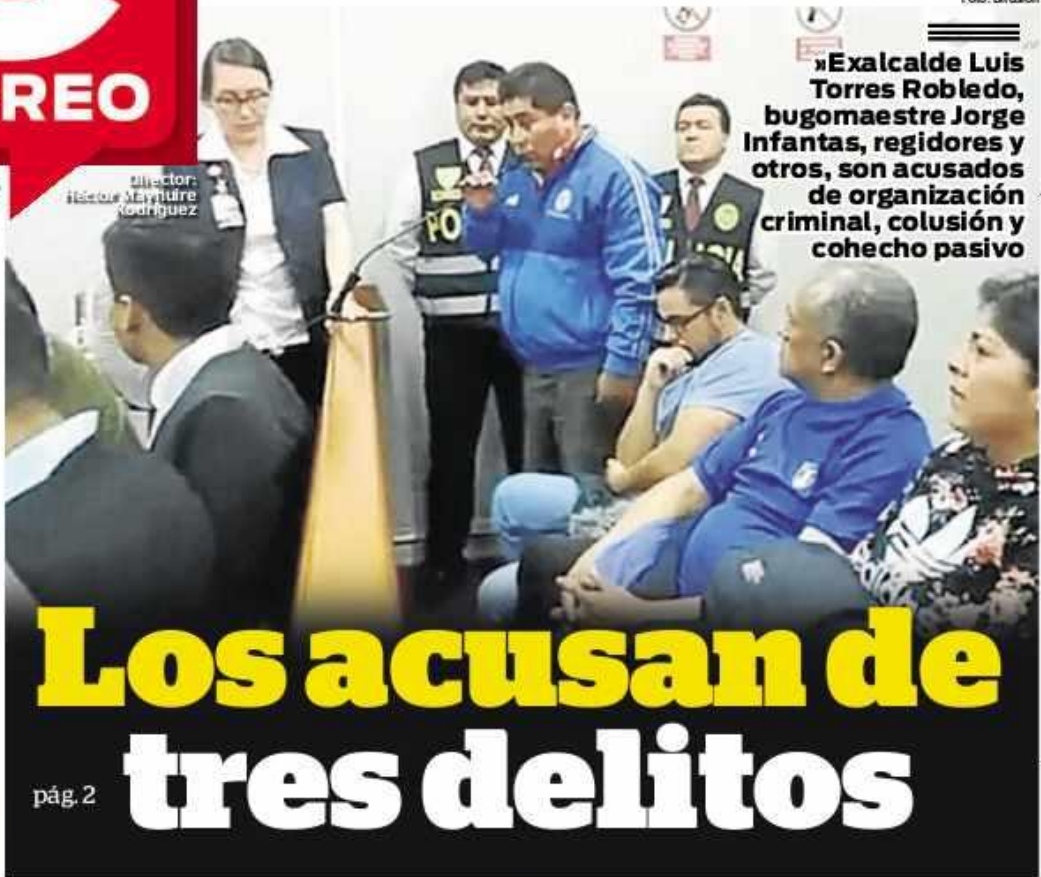 REO
Director:
Héctor Mayhuire
Rodríguez
»Exalcalde Luis
Torres Robledo,
bugomaestre Jorge
Infantas, regidores y
otros, son acusados
de organización
criminal, colusión y
cohecho pasivo
PO
Los acusan de
pág. 2
tres delitos